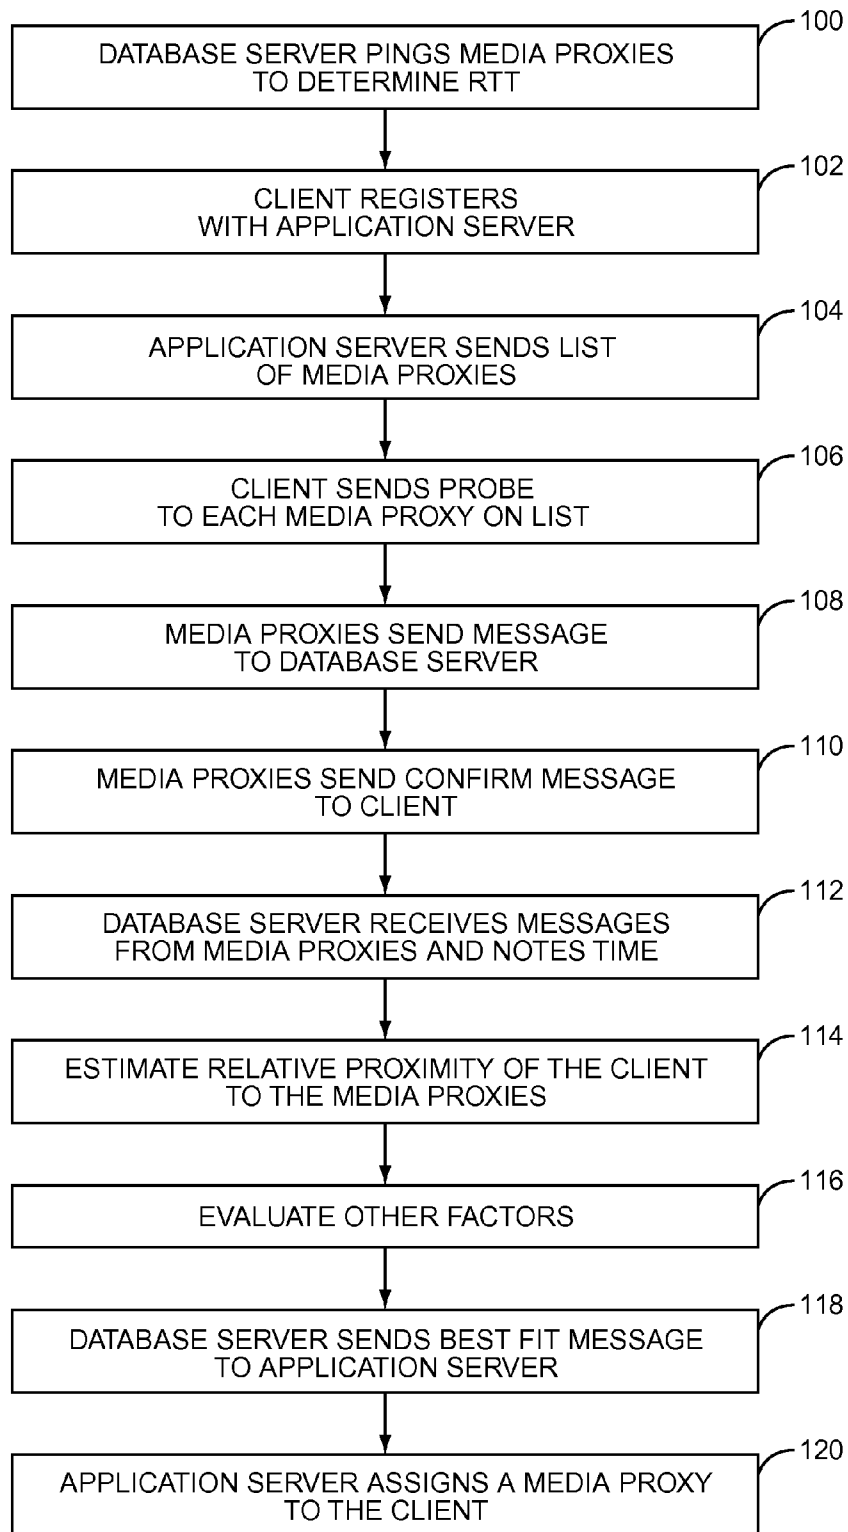 100
DATABASE SERVER PINGS MEDIA PROXIES
TO DETERMINE RTT
102
CLIENT REGISTERS
WITH APPLICATION SERVER
104
APPLICATION SERVER SENDS LIST
OF MEDIA PROXIES
106
CLIENT SENDS PROBE
TO EACH MEDIA PROXY ON LIST
108
MEDIA PROXIES SEND MESSAGE
TO DATABASE SERVER
110
MEDIA PROXIES SEND CONFIRM MESSAGE
TO CLIENT
112
DATABASE SERVER RECEIVES MESSAGES
FROM MEDIA PROXIES AND NOTES TIME
114
ESTIMATE RELATIVE PROXIMITY OF THE CLIENT
TO THE MEDIA PROXIES
116
EVALUATE OTHER FACTORS
118
DATABASE SERVER SENDS BEST FIT MESSAGE
TO APPLICATION SERVER
120
APPLICATION SERVER ASSIGNS A MEDIA PROXY
TO THE CLIENT